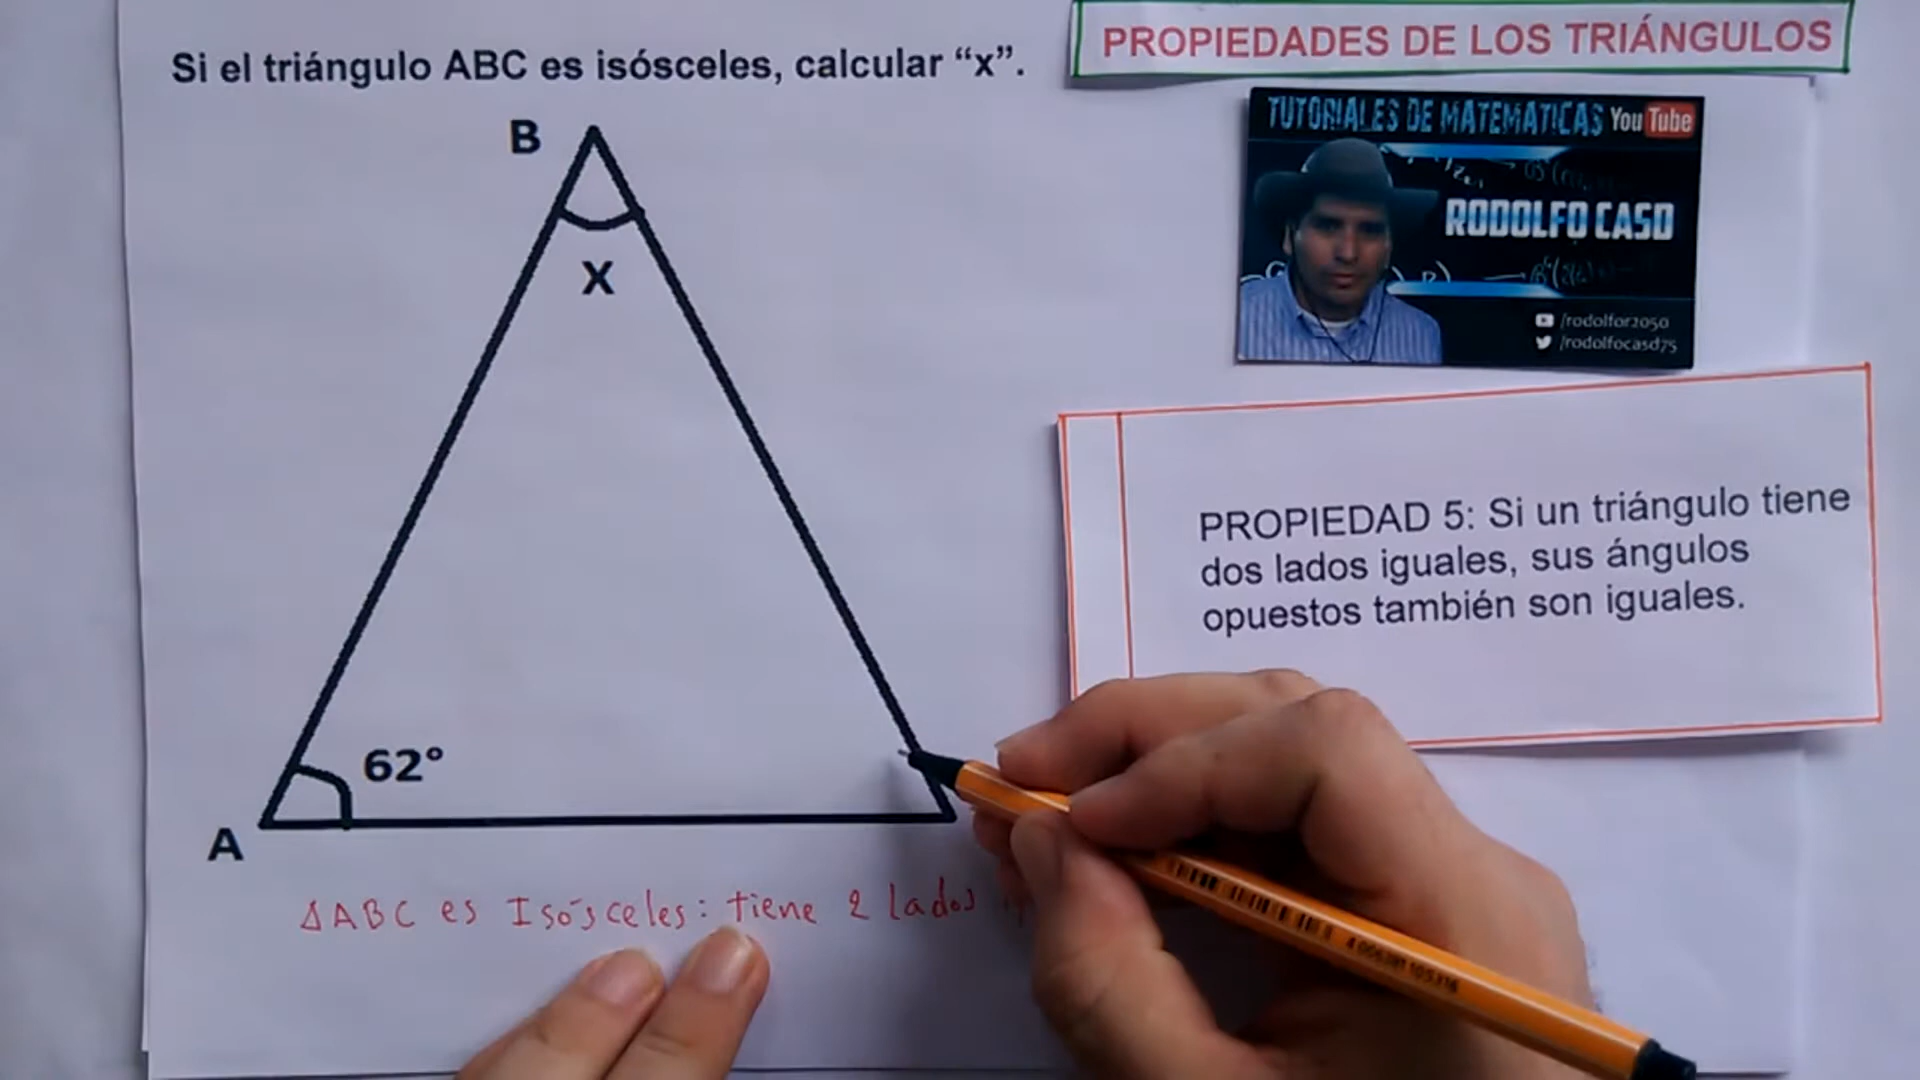 Si el triángulo ABC es isósceles, calcular “x”.
PROPIEDADES DE LOS TRIÁNGULOS
TUTORIALES DE MATEMATICAS YouTube
RODOLFO CASD
/rodolfor2050
/rodolfocasd75
B
X
62°
A
PROPIEDAD 5: Si un triángulo tiene
dos lados iguales, sus ángulos
opuestos también son iguales.
ΔABC es Isósceles: tiene 2 lados